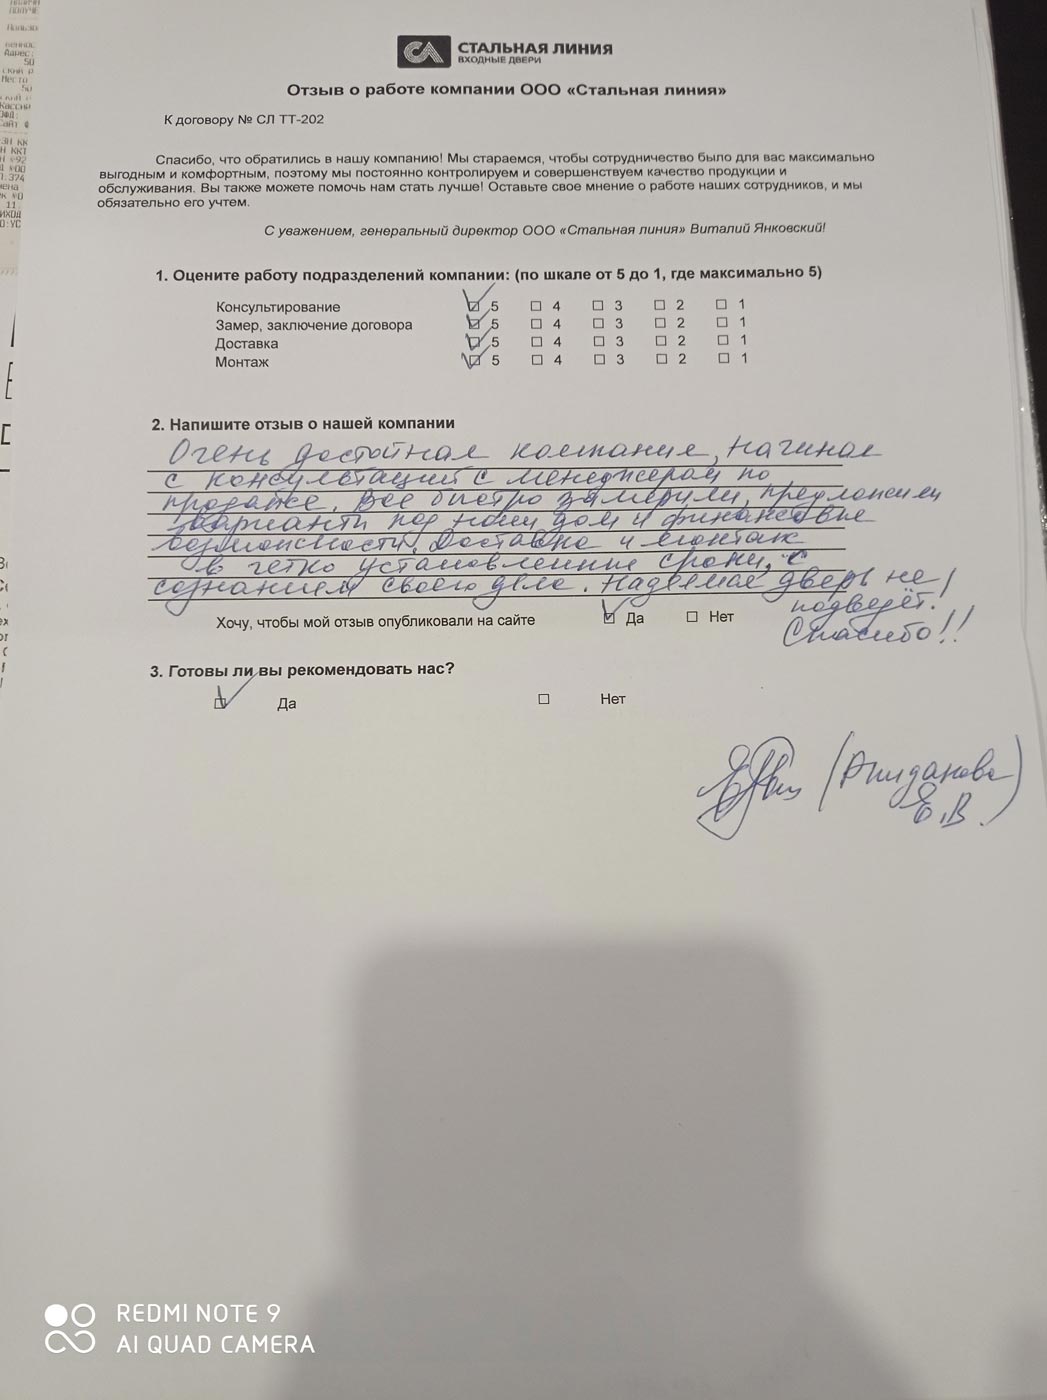 СТАЛЬНАЯ ЛИНИЯ
ВХОДНЫЕ ДВЕРИ
Отзыв о работе компании ООО «Стальная линия»
К договору № СЛ ТТ-202
Спасибо, что обратились в нашу компанию! Мы стараемся, чтобы сотрудничество было для вас максимально
выгодным и комфортным, поэтому мы постоянно контролируем и совершенствуем качество продукции и
обслуживания. Вы также можете помочь нам стать лучше! Оставьте свое мнение о работе наших сотрудников, и мы
обязательно его учтем.
С уважением, генеральный директор ООО «Стальная линия» Виталий Янковский!
1. Оцените работу подразделений компании: (по шкале от 5 до 1, где максимально 5)
Консультирование 5 4 3 2 1
Замер, заключение договора 5 4 3 2 1
Доставка 5 4 3 2 1
Монтаж 5 4 3 2 1
2. Напишите отзыв о нашей компании
Очень достойная компания, начиная
с консультаций с менеджерам по
продаже. Все быстро замерили, предложили
варианты под наш дом и финансовые
возможности. Доставка и монтаж
в четко установленные сроки, с
сознанием своего дела. Надеемся дверь не
подведёт!
Спасибо!!
Хочу, чтобы мой отзыв опубликовали на сайте Да Нет
3. Готовы ли вы рекомендовать нас?
Да Нет
Е.В.
REDMI NOTE 9
AI QUAD CAMERA